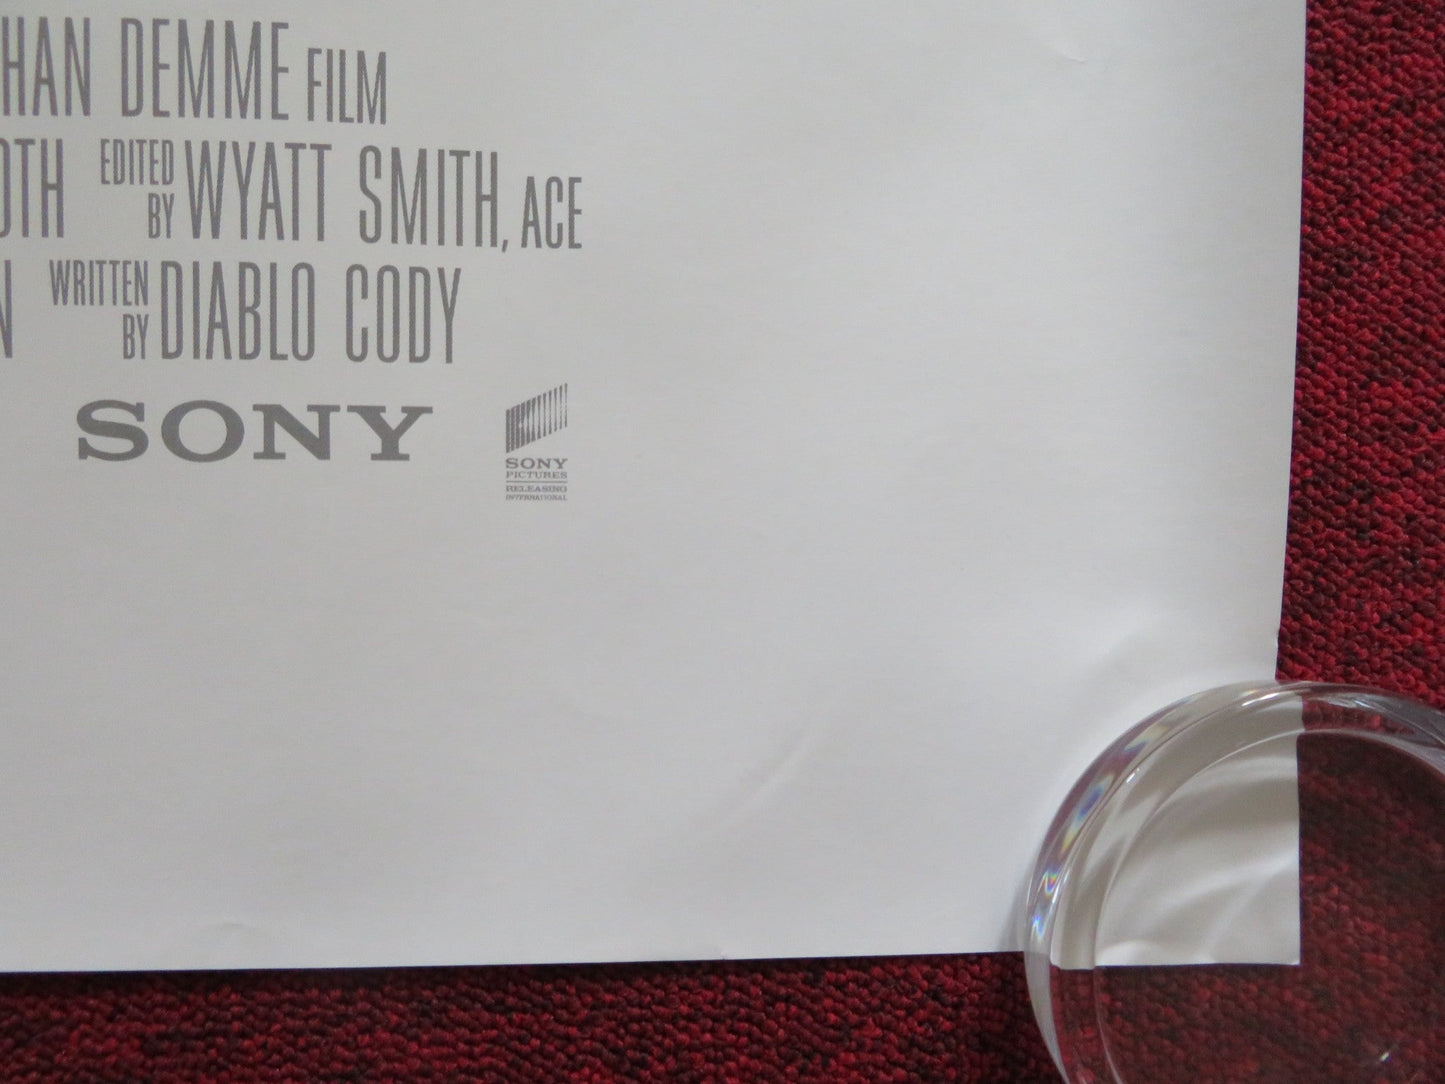 HAN DEMME FILM
OTH EDITED BY WYATT SMITH, ACE
N WRITTEN BY DIABLO CODY
SONY
SONY
PICTURES
RELEASING
INTERNATIONAL